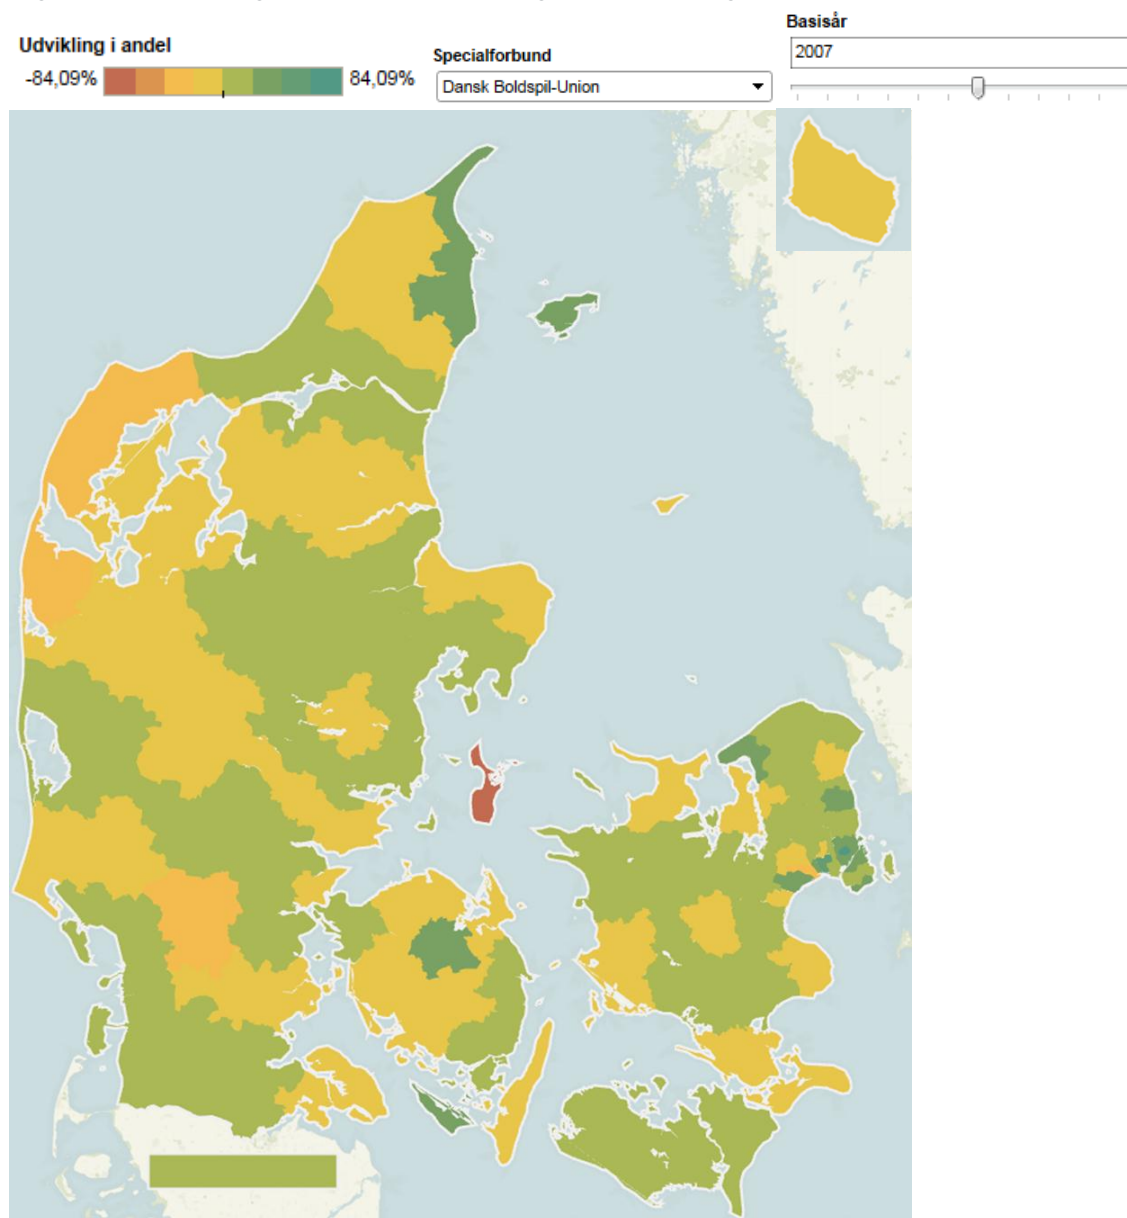 Basisår
Udvikling i andel
2007
Specialforbund
-84,09%
84,09%
Dansk Boldspil-Union